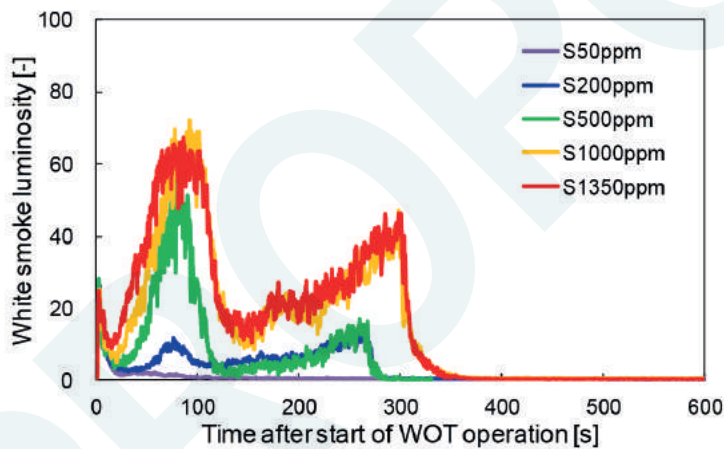 100
80
60
40
20
0
White smoke luminosity [-]
S50ppm
S200ppm
S500ppm
S1000ppm
S1350ppm
0 100 200 300 400 500 600
Time after start of WOT operation [s]